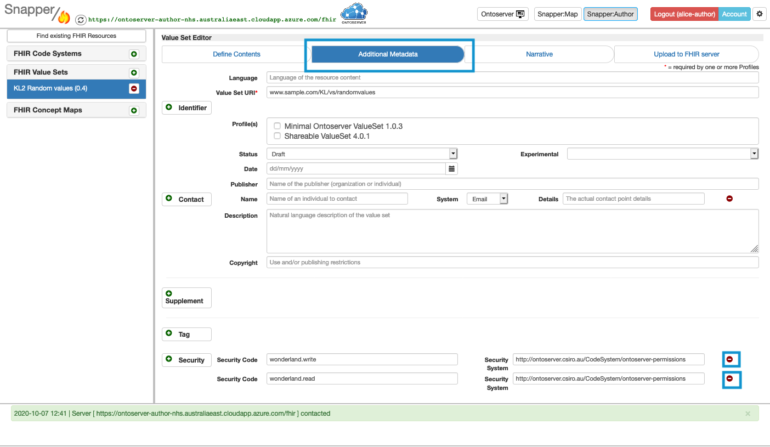 Snapper
https://ontoserver-author-nhs.australiaeast.cloudapp.azure.com/fhir
ONTOSERVER
Ontoserver
Snapper:Map
Snapper:Author
Logout (alice-author)
Account
Find existing FHIR Resources
FHIR Code Systems
FHIR Value Sets
KL2 Random values (0.4)
FHIR Concept Maps
Value Set Editor
Define Contents
Additional Metadata
Narrative
Upload to FHIR server
* = required by one or more Profiles
Language
Language of the resource content
Value Set URI*
www.sample.com/KL/vs/randomvalues
Identifier
Profile(s)
Minimal Ontoserver ValueSet 1.0.3
Shareable ValueSet 4.0.1
Status
Draft
Experimental
Date
dd/mm/yyyy
Publisher
Name of the publisher (organization or individual)
Contact
Name
Name of an individual to contact
System
Email
Details
The actual contact point details
Description
Natural language description of the value set
Copyright
Use and/or publishing restrictions
Supplement
Tag
Security
Security Code
wonderland.write
Security System
http://ontoserver.csiro.au/CodeSystem/ontoserver-permissions
Security Code
wonderland.read
Security System
http://ontoserver.csiro.au/CodeSystem/ontoserver-permissions
2020-10-07 12:41 | Server [ https://ontoserver-author-nhs.australiaeast.cloudapp.azure.com/fhir ] contacted